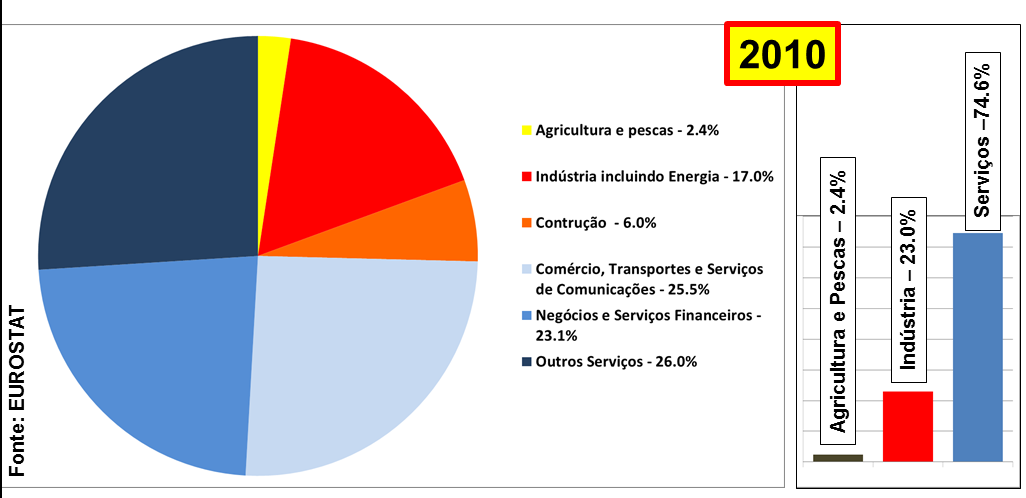 2010
Agricultura e pescas - 2.4%
Indústria incluindo Energia - 17.0%
Contrução  - 6.0%
Comércio, Transportes e Serviços
de Comunicações - 25.5%
Negócios e Serviços Financeiros -
23.1%
Outros Serviços - 26.0%
Fonte: EUROSTAT
Agricultura e Pescas – 2.4%
Indústria – 23.0%
Serviços –74.6%